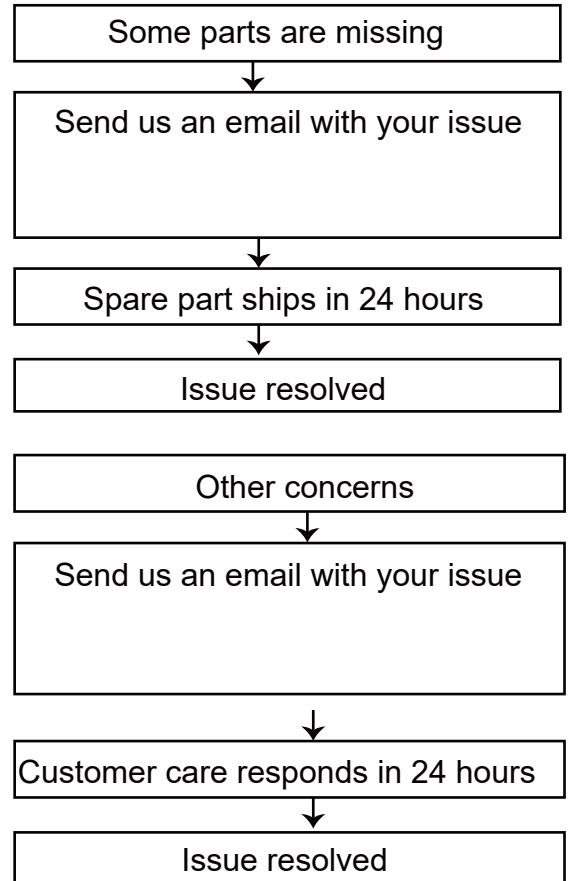 Some parts are missing
Send us an email with your issue
Spare part ships in 24 hours
Issue resolved
Other concerns
Send us an email with your issue
Customer care responds in 24 hours
Issue resolved